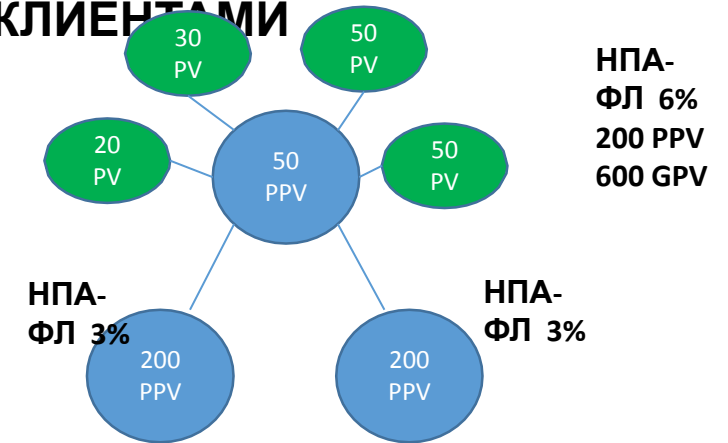 КЛИЕНТАМИ
30
PV
50
PV
НПА-
ФЛ 6%
200 PPV
600 GPV
20
PV
50
PPV
50
PV
НПА-
ФЛ 3%
НПА-
ФЛ 3%
200
PPV
200
PPV